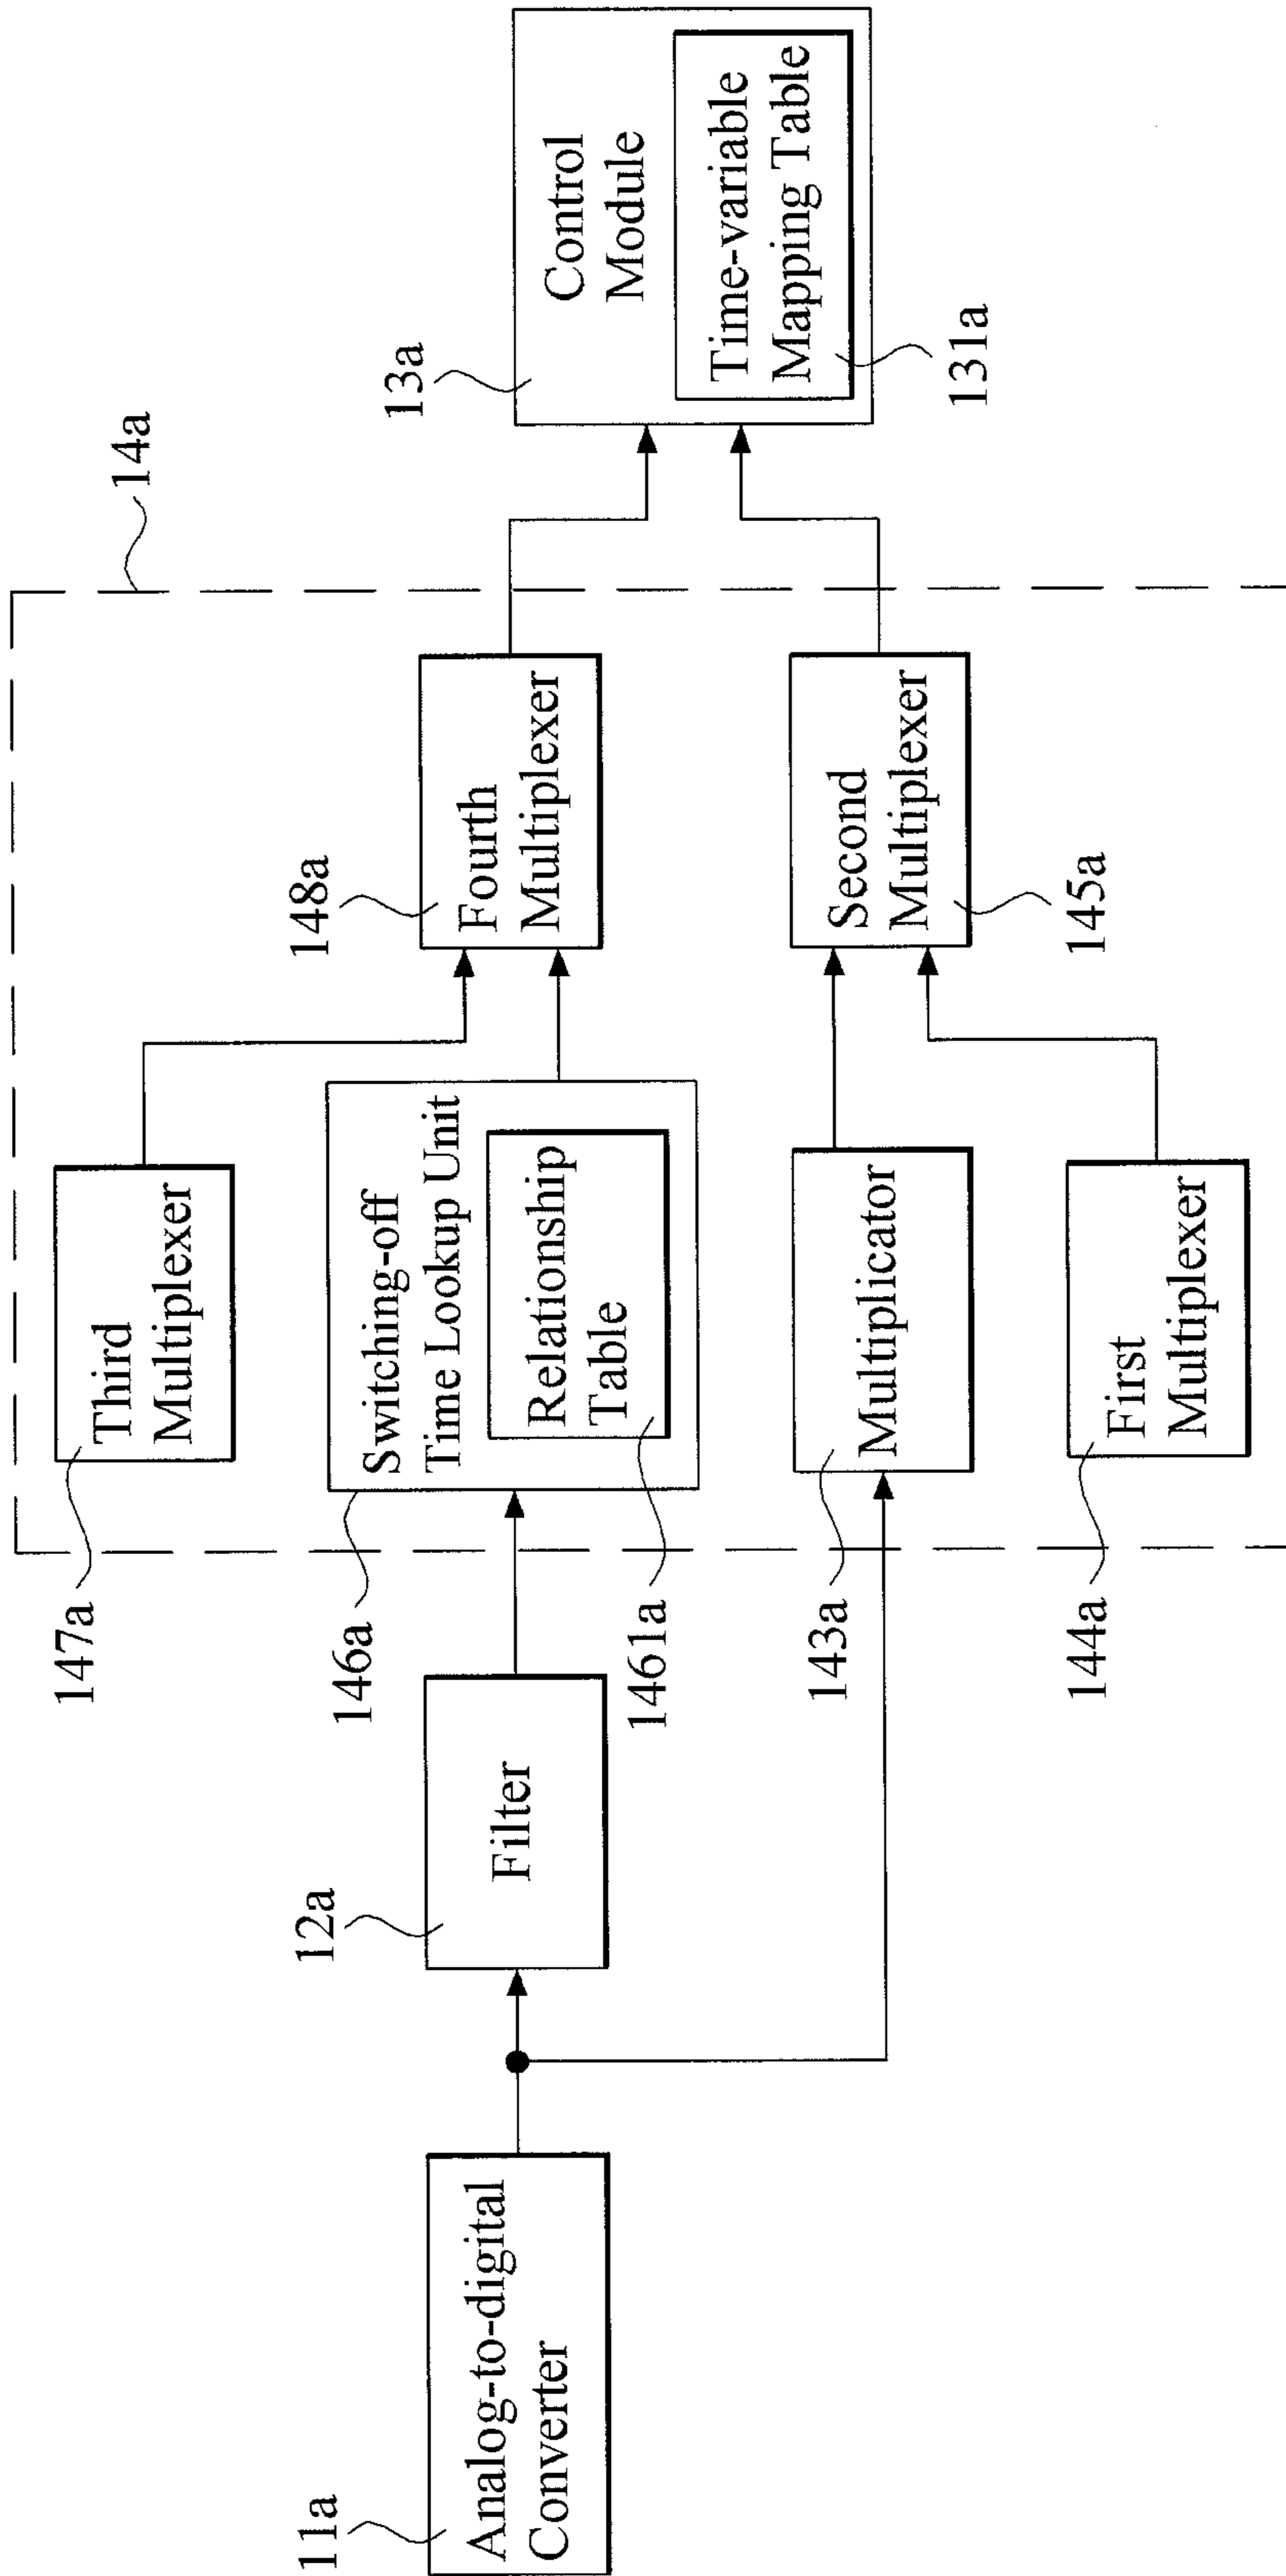 11a
Analog-to-digital
Converter
12a
Filter
14a
147a
Third
Multiplexer
146a
Switching-off
Time Lookup Unit
Relationship
Table
1461a
143a
Multiplicator
144a
First
Multiplexer
148a
Fourth
Multiplexer
Second
Multiplexer
145a
13a
Control
Module
Time-variable
Mapping Table
131a